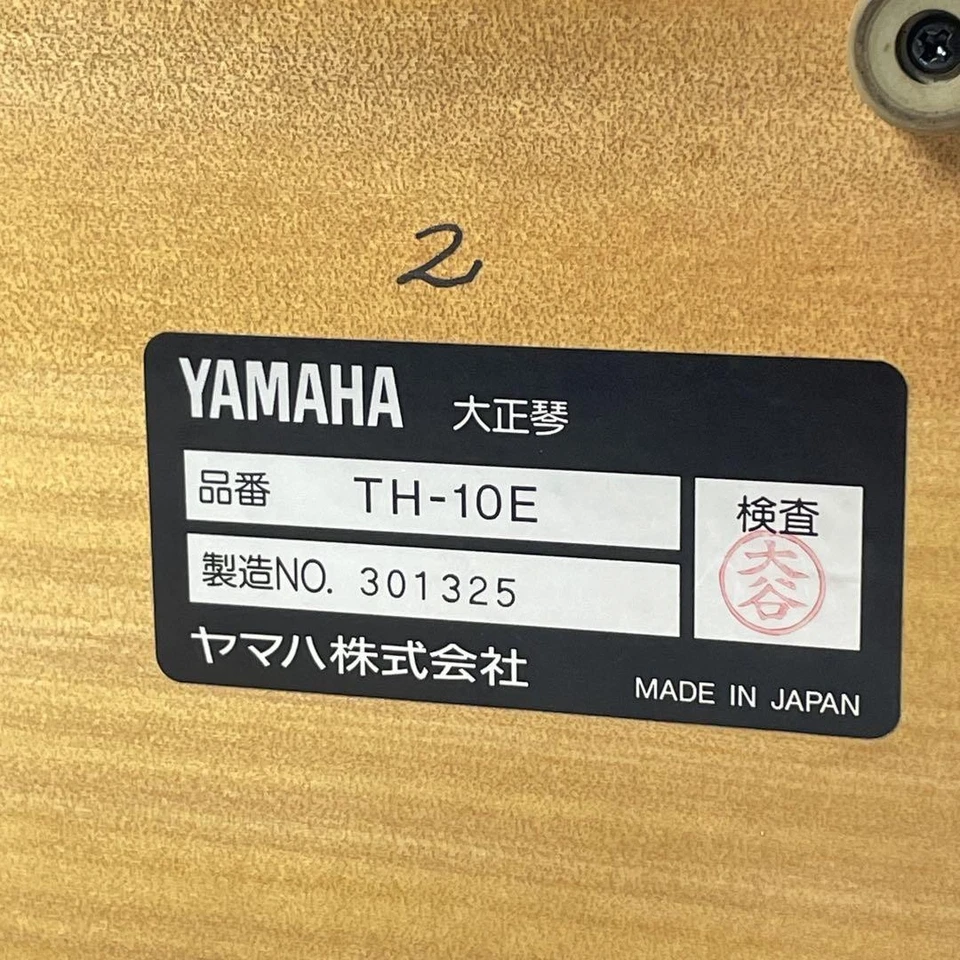 2
YAMAHA 大正琴
品番 TH-10E
製造NO. 301325
検査
大谷
ヤマハ株式会社
MADE IN JAPAN